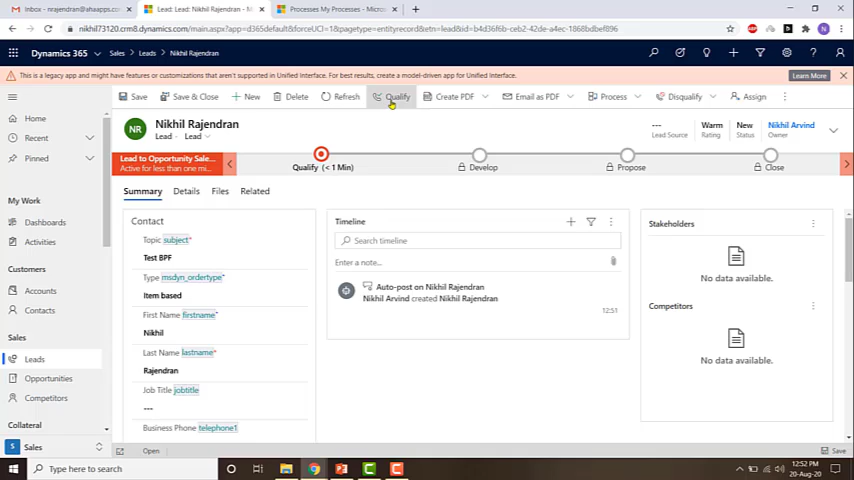 Inbox - nrajendran@ahaapps.c
Lead: Lead: Nikhil Rajendran - M
Processes My Processes - Micros
nikhil73120.crm8.dynamics.com/main.aspx?app=d365default&forceUCI=1&pagetype=entityrecord&etn=lead&id=b4d36f6b-ceb2-42de-a4ec-1868bdbef96c
Dynamics 365
Sales > Leads > Nikhil Rajendran
This is a legacy app and might have features or customizations that aren't supported in Unified Interface. For best results, create a model-driven app for Unified Interface.
Learn More
Save
Save & Close
New
Delete
Refresh
Qualify
Create PDF
Email as PDF
Process
Disqualify
Assign
Home
Recent
Pinned
My Work
Dashboards
Activities
Customers
Accounts
Contacts
Sales
Leads
Opportunities
Competitors
Collateral
S
Sales
NR
Nikhil Rajendran
Lead · Lead
---
Lead Source
Warm
Rating
New
Status
Nikhil Arvind
Owner
Lead to Opportunity Sale...
Active for less than one mi...
Qualify (< 1 Min)
Develop
Propose
Close
Summary
Details
Files
Related
Contact
Topic subject*
Test BPF
Type msdyn_ordertype*
Item based
First Name firstname+
Nikhil
Last Name lastname*
Rajendran
Job Title jobtitle
---
Business Phone telephone1
Timeline
Search timeline
Enter a note...
Auto-post on Nikhil Rajendran
Nikhil Arvind created Nikhil Rajendran
12:51
Stakeholders
No data available.
Competitors
No data available.
Open
Save
Type here to search
12:52 PM
20-Aug-20